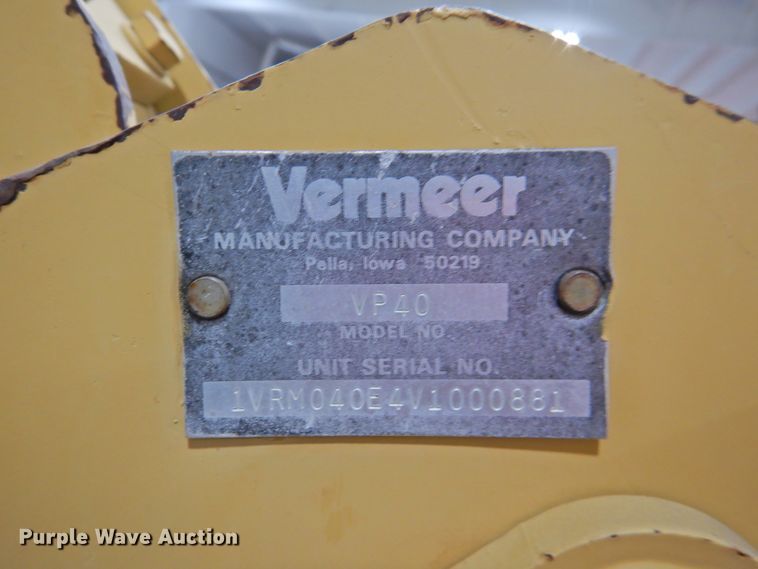 Vermeer
MANUFACTURING COMPANY
Pella, Iowa 50219
VP40
MODEL NO.
UNIT SERIAL NO.
1VRM040E4V1000881
Purple Wave Auction